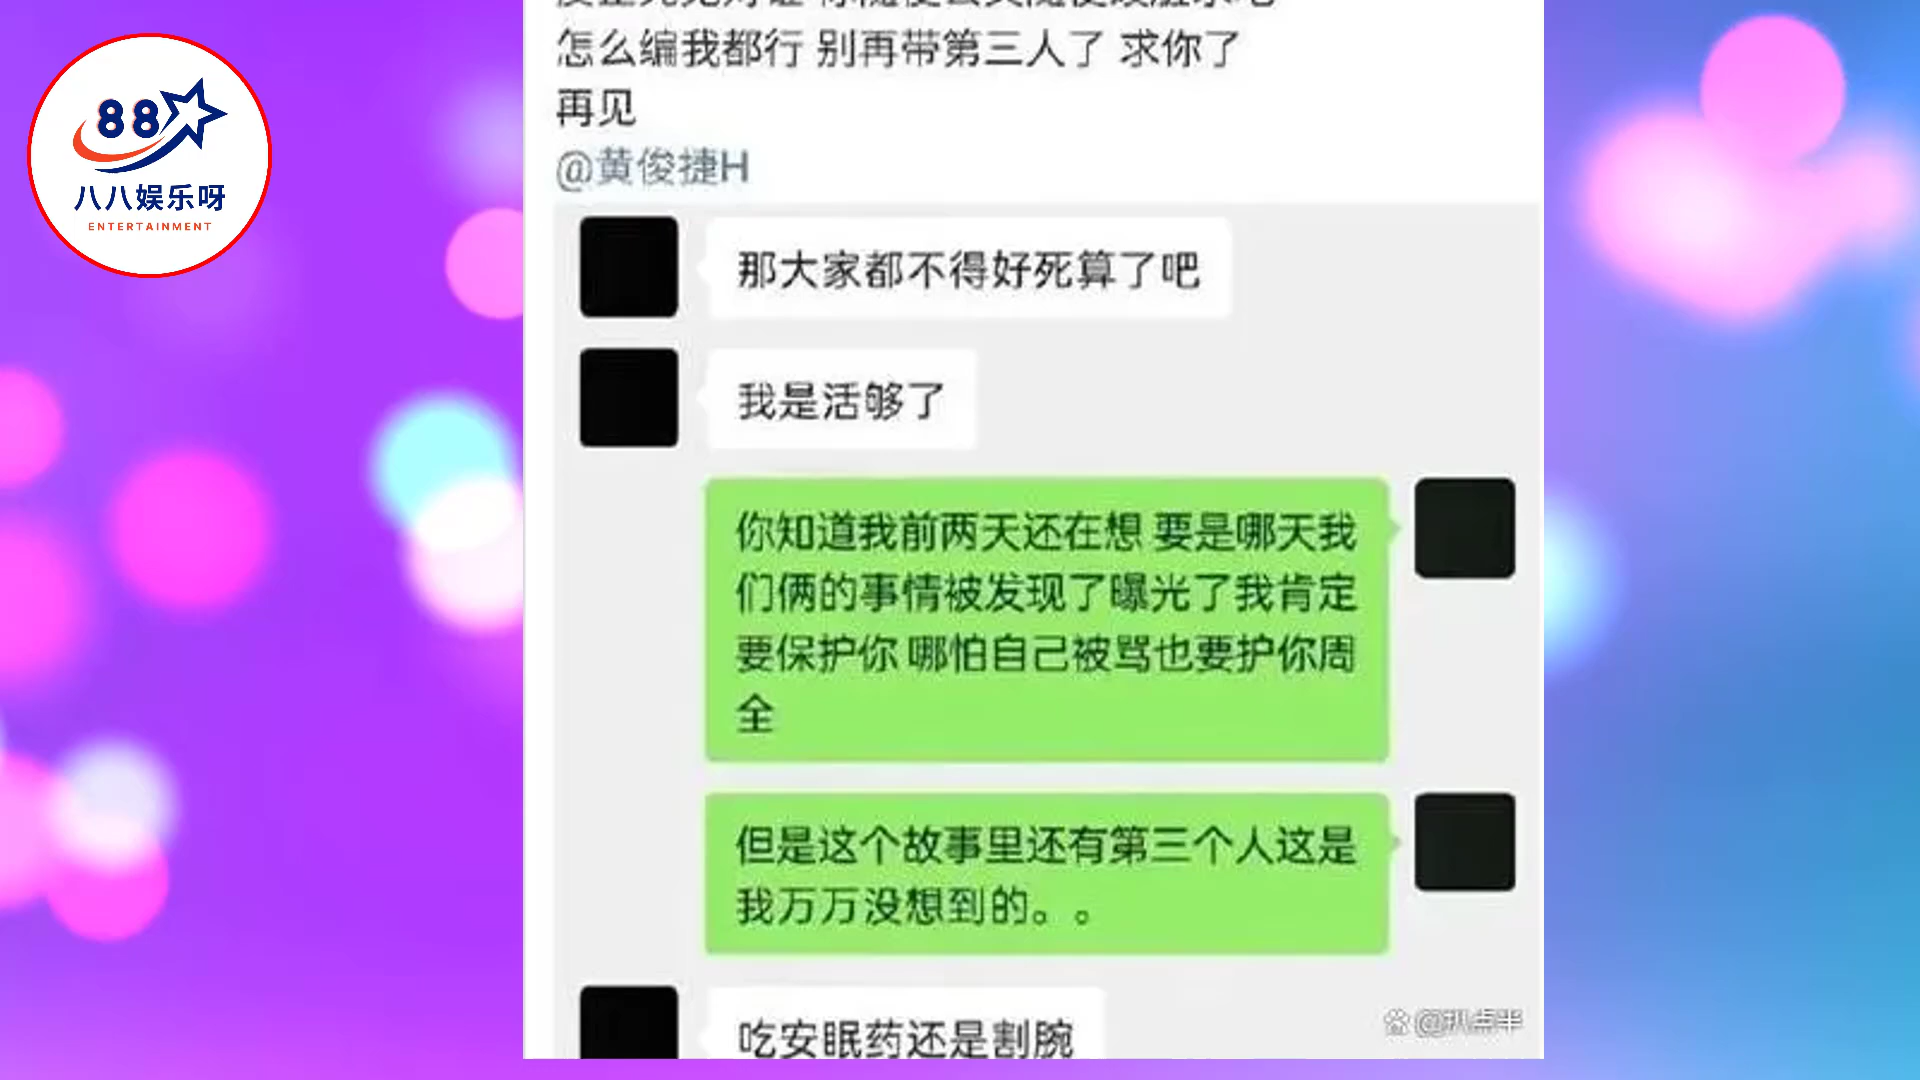 88
八八娱乐呀
ENTERTAINMENT
怎么编我都行 别再带第三人了 求你了
再见
@黄俊捷H
那大家都不得好死算了吧
我是活够了
你知道我前两天还在想 要是哪天我
们俩的事情被发现了曝光了我肯定
要保护你 哪怕自己被骂也要护你周
全
但是这个故事里还有第三个人这是
我万万没想到的。。
吃安眠药还是割腕
@扒点半